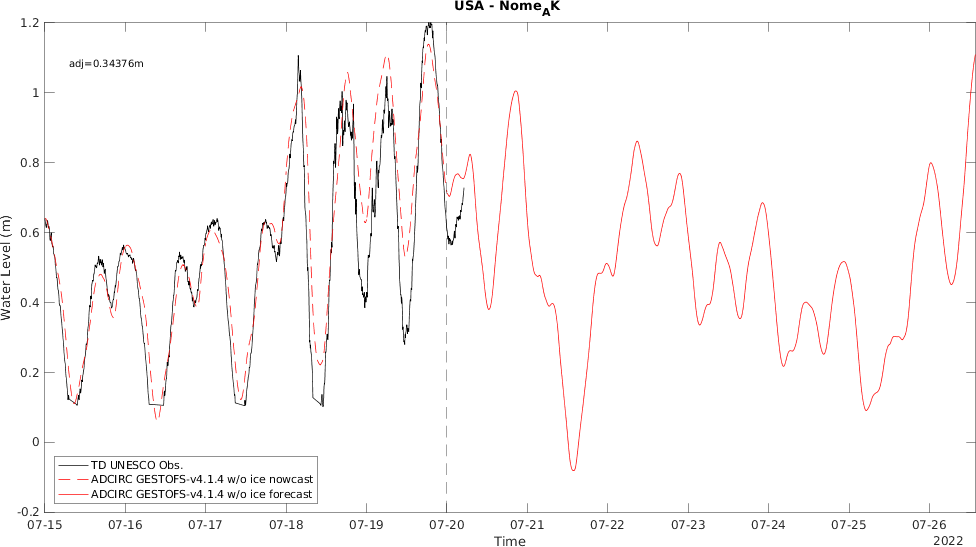 USA - Nome_AK
adj=0.34376m
1.2
1
0.8
0.6
0.4
0.2
0
-0.2
Water Level (m)
TD UNESCO Obs.
ADCIRC GESTOFS-v4.1.4 w/o ice nowcast
ADCIRC GESTOFS-v4.1.4 w/o ice forecast
07-15 07-16 07-17 07-18 07-19 07-20 07-21 07-22 07-23 07-24 07-25 07-26
Time
2022